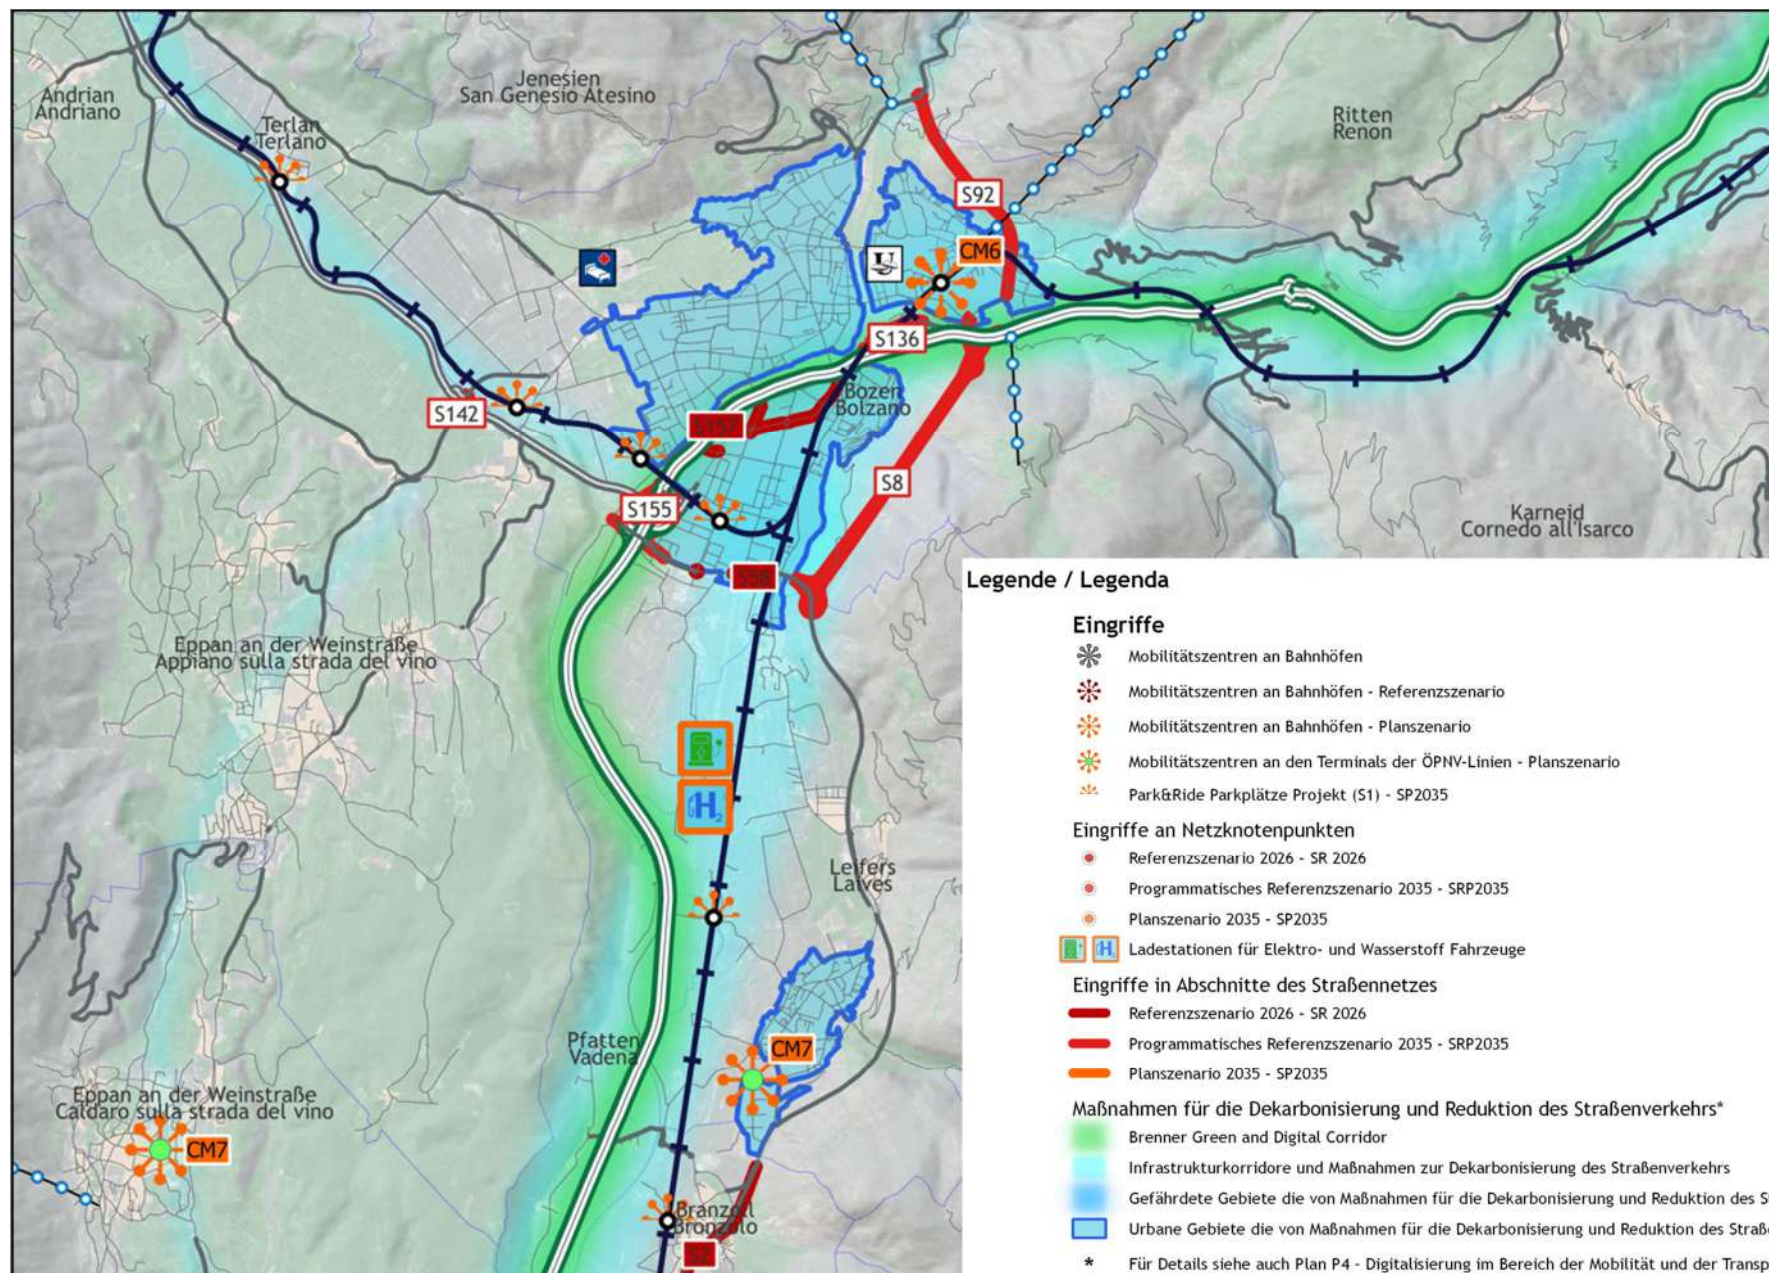 Andrian
Andriano
Jenesien
San Genesio Atesino
Terlan
Terlano
Ritten
Renon
S92
CM6
S136
S142
Bozen
Bolzano
S157
S8
S155
Karneid
Cornedo all'Isarco
S58
Eppan an der Weinstraße
Appiano sulla strada del vino
H2
Leifers
Laives
Pfatten
Vadena
CM7
Eppan an der Weinstraße
Caldaro sulla strada del vino
CM7
Branzoll
Bronzolo
S2
Legende / Legenda
Eingriffe
Mobilitätszentren an Bahnhöfen
Mobilitätszentren an Bahnhöfen - Referenzszenario
Mobilitätszentren an Bahnhöfen - Planszenario
Mobilitätszentren an den Terminals der ÖPNV-Linien - Planszenario
Park&Ride Parkplätze Projekt (S1) - SP2035
Eingriffe an Netzknotenpunkten
Referenzszenario 2026 - SR 2026
Programmatisches Referenzszenario 2035 - SRP2035
Planszenario 2035 - SP2035
H2 Ladestationen für Elektro- und Wasserstoff Fahrzeuge
Eingriffe in Abschnitte des Straßennetzes
Referenzszenario 2026 - SR 2026
Programmatisches Referenzszenario 2035 - SRP2035
Planszenario 2035 - SP2035
Maßnahmen für die Dekarbonisierung und Reduktion des Straßenverkehrs*
Brenner Green and Digital Corridor
Infrastrukturkorridore und Maßnahmen zur Dekarbonisierung des Straßenverkehrs
Gefährdete Gebiete die von Maßnahmen für die Dekarbonisierung und Reduktion des S
Urbane Gebiete die von Maßnahmen für die Dekarbonisierung und Reduktion des Straße
* Für Details siehe auch Plan P4 - Digitalisierung im Bereich der Mobilität und der Transp